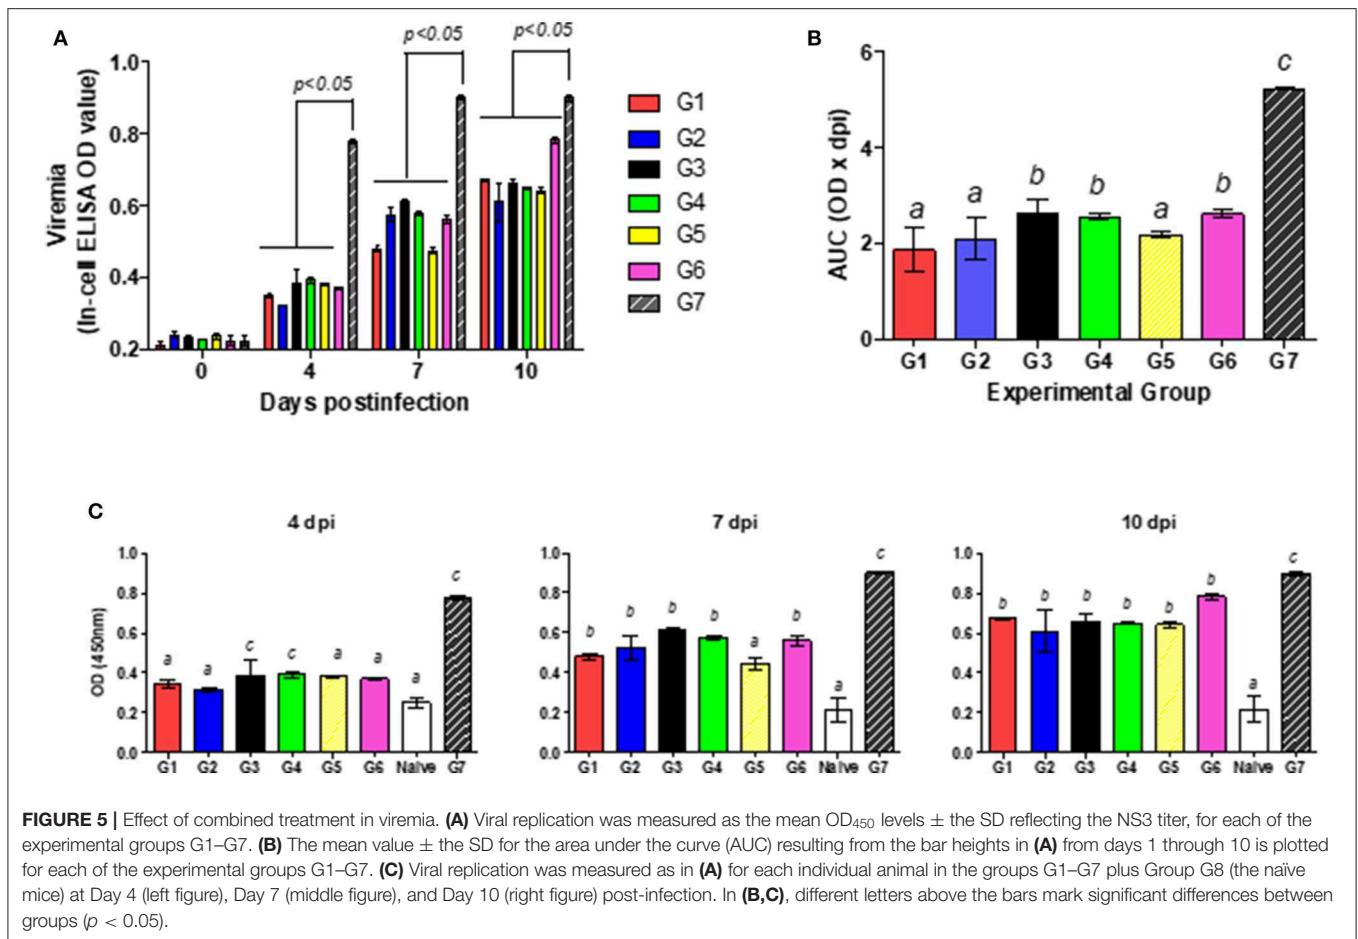 A
p<0.05
p<0.05
p<0.05
Viremia
(In-cell ELISA OD value)
1.0
0.8
0.6
0.4
0.2
0
4
7
10
Days postinfection
G1
G2
G3
G4
G5
G6
G7
B
AUC (OD x dpi)
6
4
2
0
a
a
b
b
a
b
c
G1 G2 G3 G4 G5 G6 G7
Experimental Group
C
4 dpi
OD (450nm)
1.0
0.8
0.6
0.4
0.2
0.0
a a c c a a a c
G1 G2 G3 G4 G5 G6 Naïve G7
7 dpi
1.0
0.8
0.6
0.4
0.2
0.0
b b b b a b a c
G1 G2 G3 G4 G5 G6 Naïve G7
10 dpi
1.0
0.8
0.6
0.4
0.2
0.0
b b b b b b a c
G1 G2 G3 G4 G5 G6 Naïve G7
FIGURE 5 | Effect of combined treatment in viremia. (A) Viral replication was measured as the mean OD450 levels ± the SD reflecting the NS3 titer, for each of the
experimental groups G1–G7. (B) The mean value ± the SD for the area under the curve (AUC) resulting from the bar heights in (A) from days 1 through 10 is plotted
for each of the experimental groups G1–G7. (C) Viral replication was measured as in (A) for each individual animal in the groups G1–G7 plus Group G8 (the naïve
mice) at Day 4 (left figure), Day 7 (middle figure), and Day 10 (right figure) post-infection. In (B,C), different letters above the bars mark significant differences between
groups (p < 0.05).